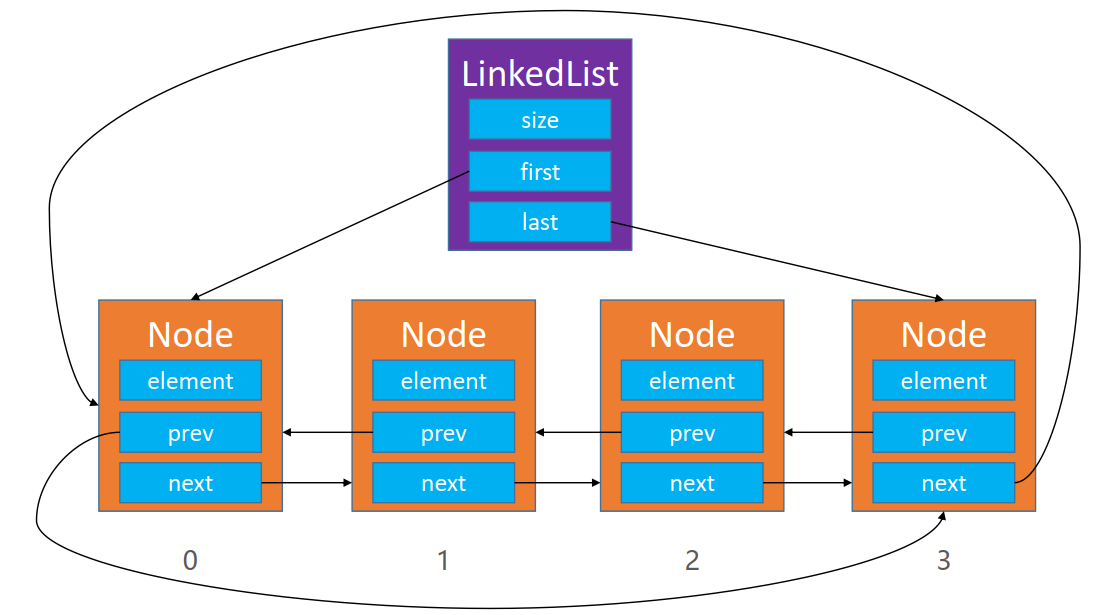 LinkedList
size
first
last
Node
element
prev
next
Node
element
prev
next
Node
element
prev
next
Node
element
prev
next
0
1
2
3